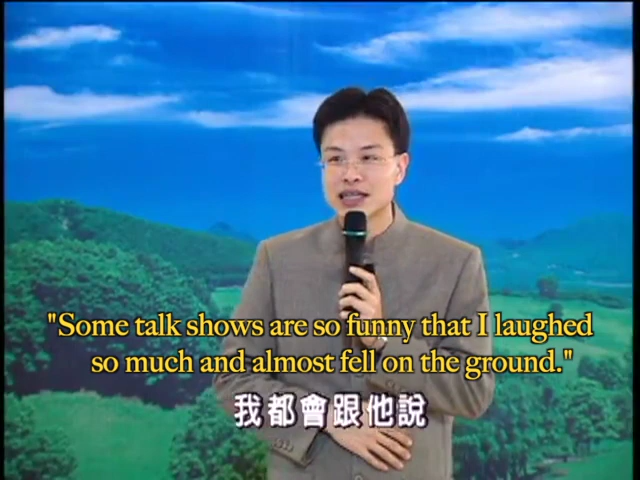 "Some talk shows are so funny that I laughed
so much and almost fell on the ground."
我都會跟他說